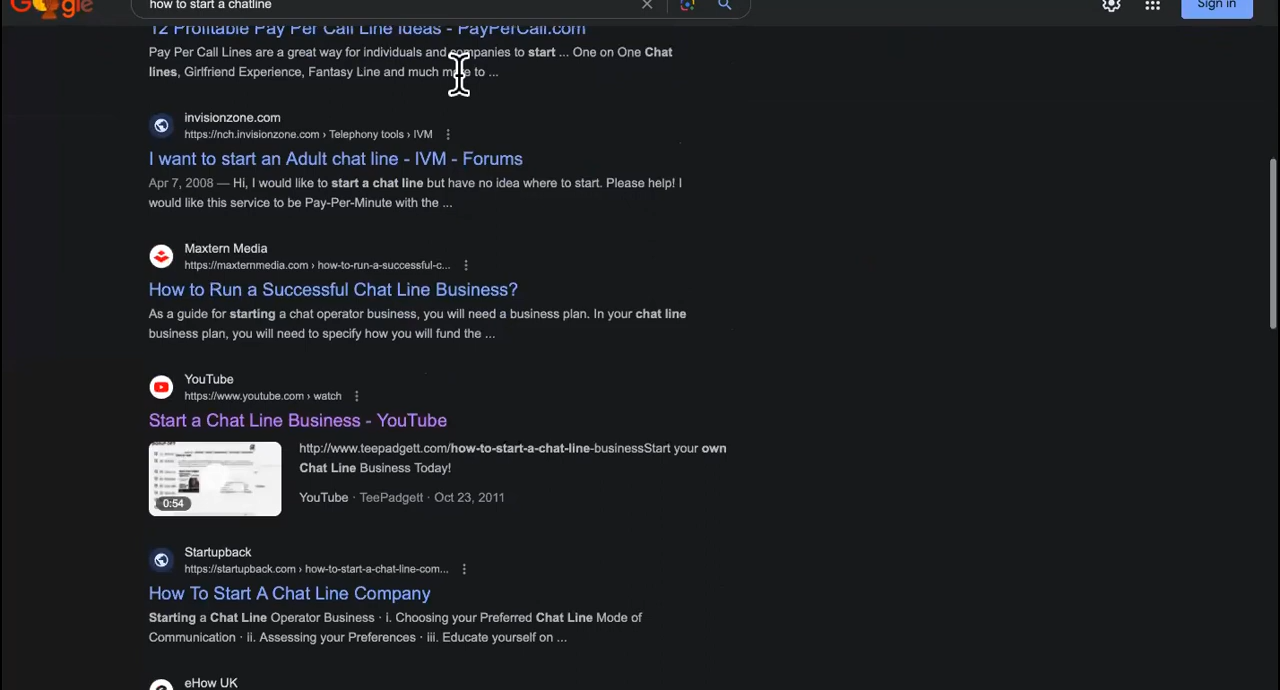 Google
how to start a chatline
Sign in
12 Profitable Pay Per Call Line Ideas - PayPerCall.com
Pay Per Call Lines are a great way for individuals and companies to start ... One on One Chat
lines, Girlfriend Experience, Fantasy Line and much more to ...
invisionzone.com
https://nch.invisionzone.com › Telephony tools › IVM
I want to start an Adult chat line - IVM - Forums
Apr 7, 2008 — Hi, I would like to start a chat line but have no idea where to start. Please help! I
would like this service to be Pay-Per-Minute with the ...
Maxtern Media
https://maxternmedia.com › how-to-run-a-successful-c...
How to Run a Successful Chat Line Business?
As a guide for starting a chat operator business, you will need a business plan. In your chat line
business plan, you will need to specify how you will fund the ...
YouTube
https://www.youtube.com › watch
Start a Chat Line Business - YouTube
http://www.teepadgett.com/how-to-start-a-chat-line-businessStart your own
Chat Line Business Today!
0:54
YouTube · TeePadgett · Oct 23, 2011
Startupback
https://startupback.com › how-to-start-a-chat-line-com...
How To Start A Chat Line Company
Starting a Chat Line Operator Business · i. Choosing your Preferred Chat Line Mode of
Communication · ii. Assessing your Preferences · iii. Educate yourself on ...
eHow UK